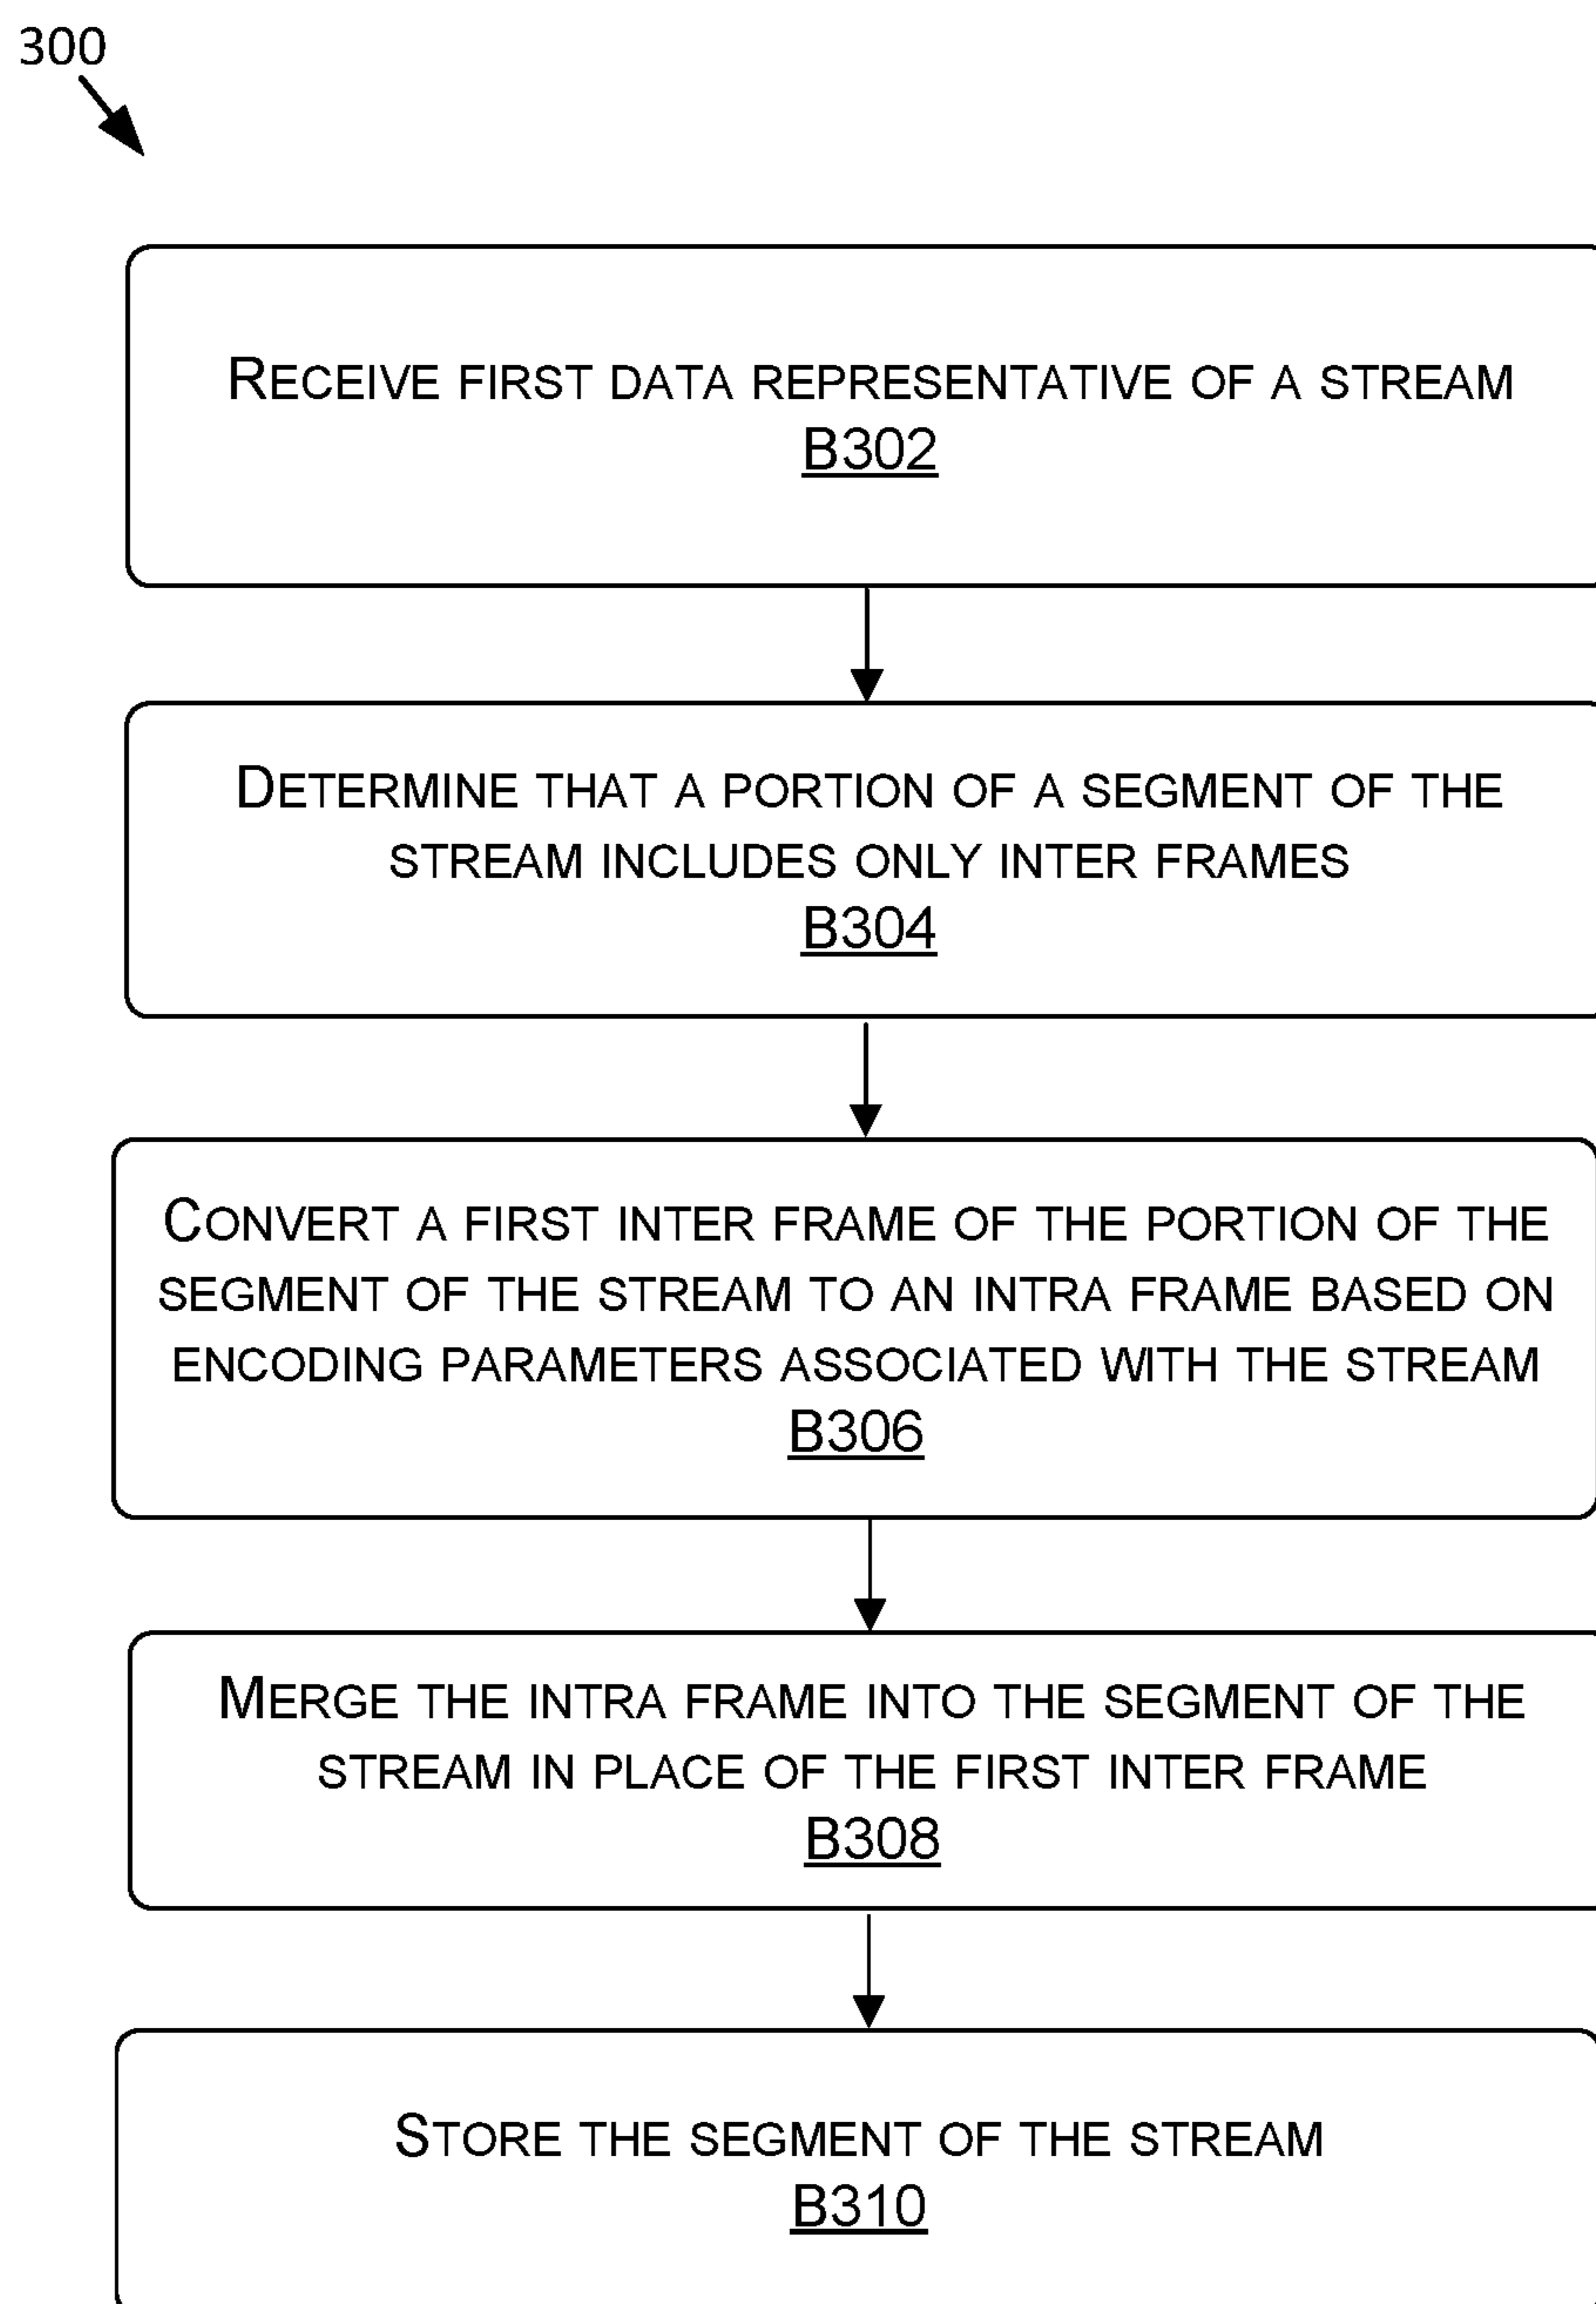 300
RECEIVE FIRST DATA REPRESENTATIVE OF A STREAM
B302
DETERMINE THAT A PORTION OF A SEGMENT OF THE
STREAM INCLUDES ONLY INTER FRAMES
B304
CONVERT A FIRST INTER FRAME OF THE PORTION OF THE
SEGMENT OF THE STREAM TO AN INTRA FRAME BASED ON
ENCODING PARAMETERS ASSOCIATED WITH THE STREAM
B306
MERGE THE INTRA FRAME INTO THE SEGMENT OF THE
STREAM IN PLACE OF THE FIRST INTER FRAME
B308
STORE THE SEGMENT OF THE STREAM
B310